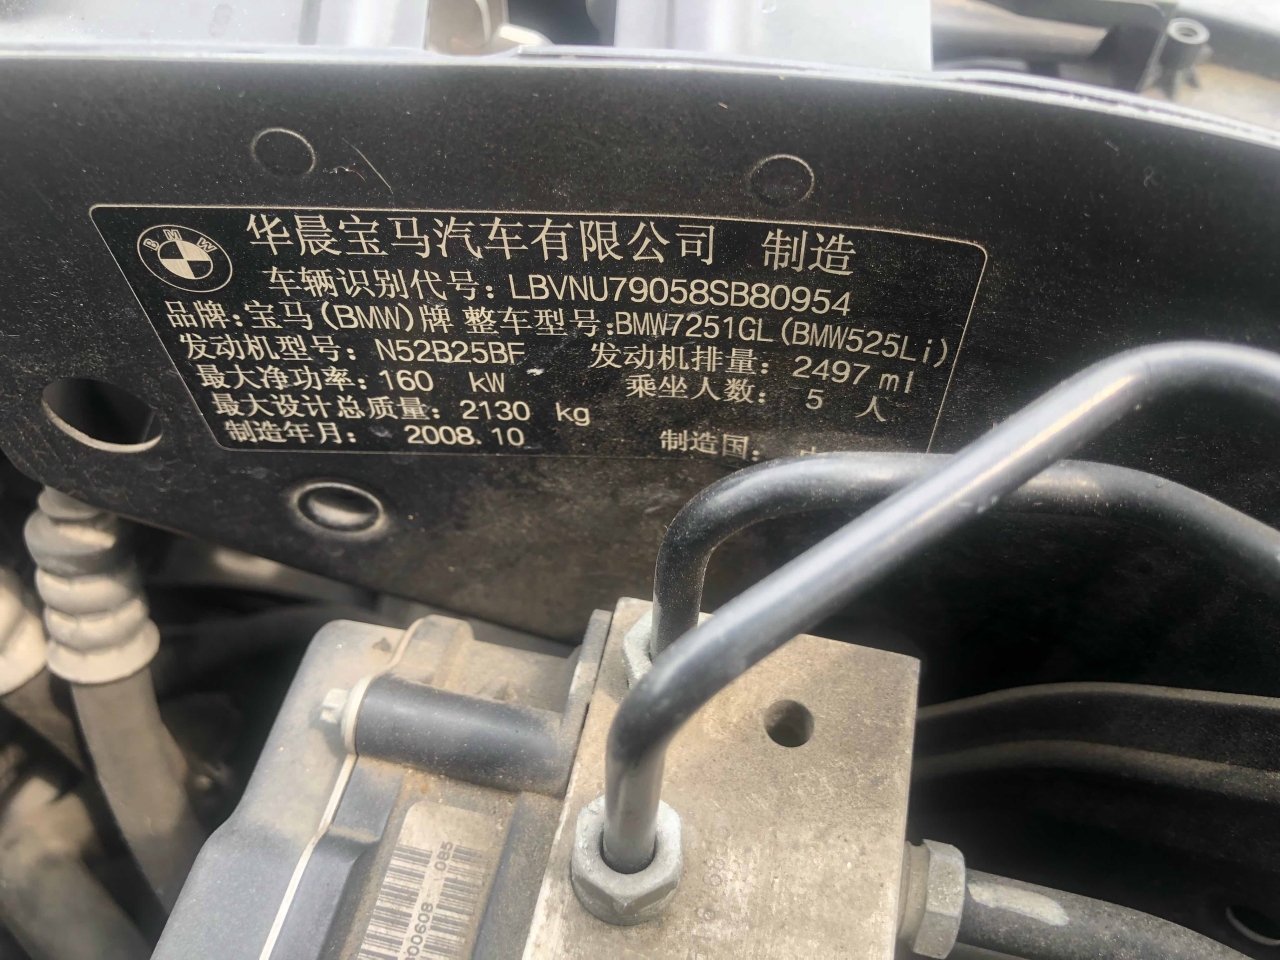 BMW
华晨宝马汽车有限公司 制造
车辆识别代号：LBVNU79058SB80954
品牌：宝马(BMW)牌 整车型号：BMW7251GL(BMW525Li)
发动机型号：N52B25BF 发动机排量：2497 ml
最大净功率：160 kW 乘坐人数：5 人
最大设计总质量：2130 kg
制造年月：2008.10 制造国：
00608 085